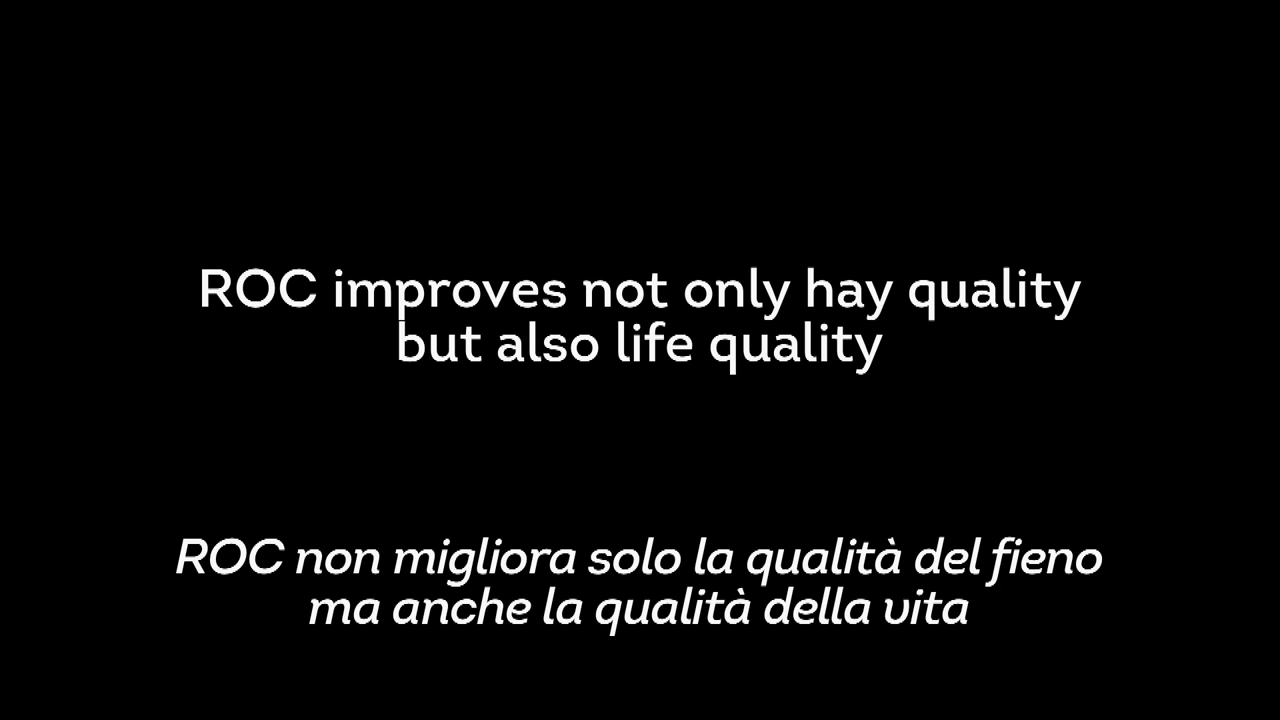 ROC improves not only hay quality
but also life quality
ROC non migliora solo la qualità del fieno
ma anche la qualità della vita